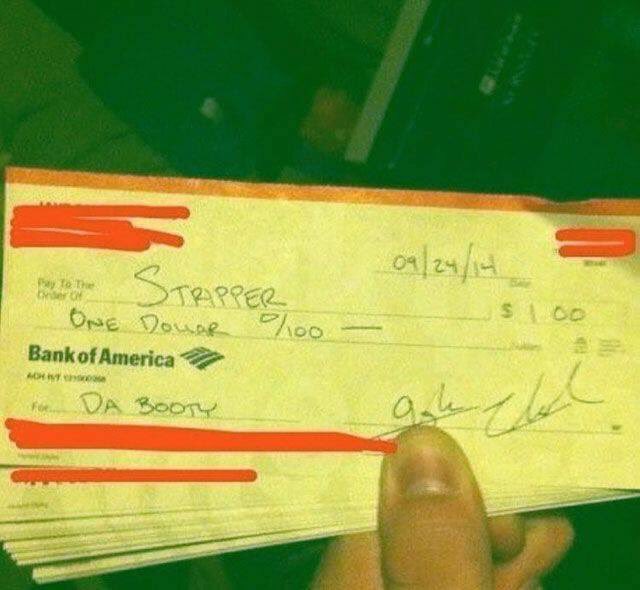 09/24/14
Date
Pay To The
Order Of
STRIPPER
$ 1 00
ONE DOLLAR 0/100 —
Bank of America
For
DA BOOTY